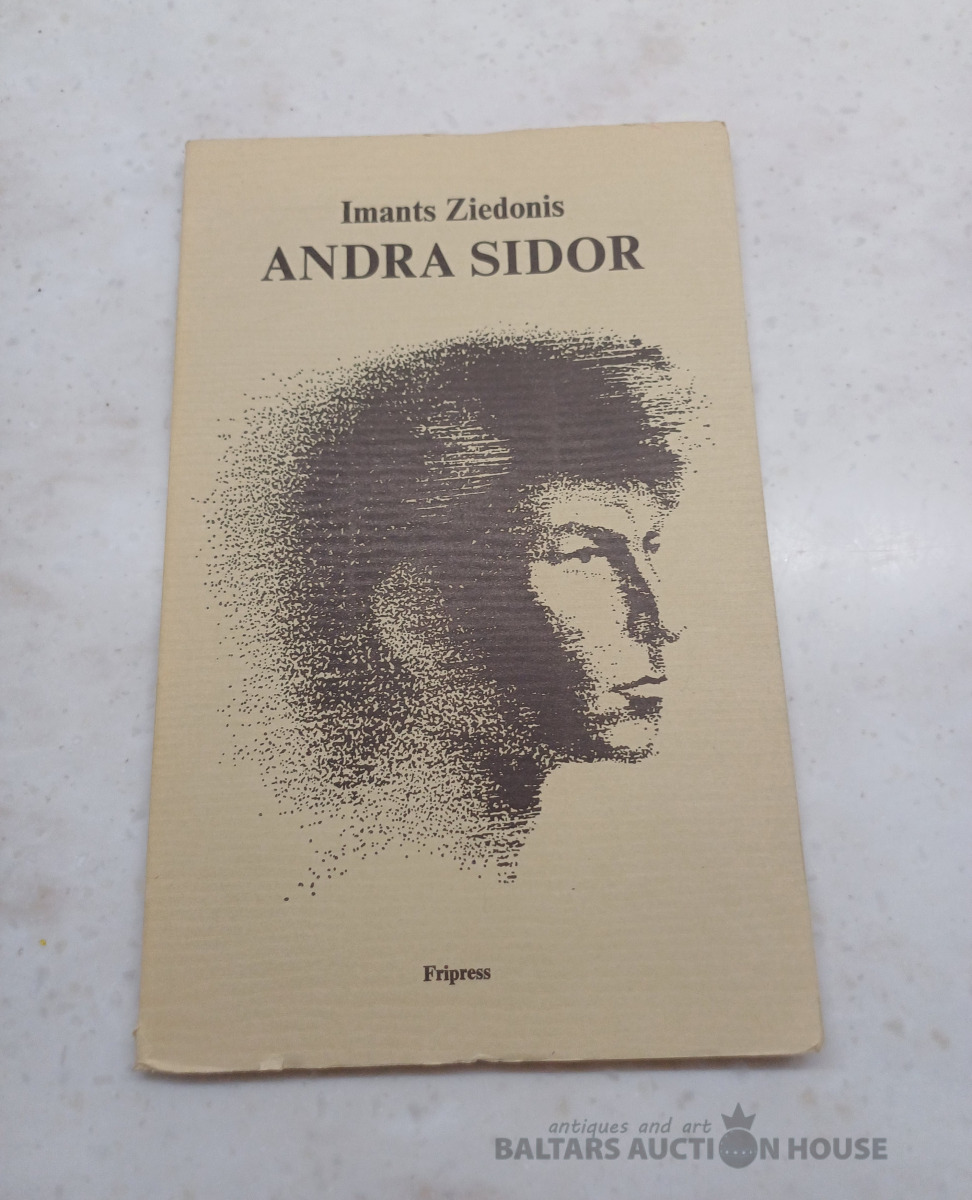 Imants Ziedonis
ANDRA SIDOR
Fripress
antiques and art
BALTARS AUCTION HOUSE